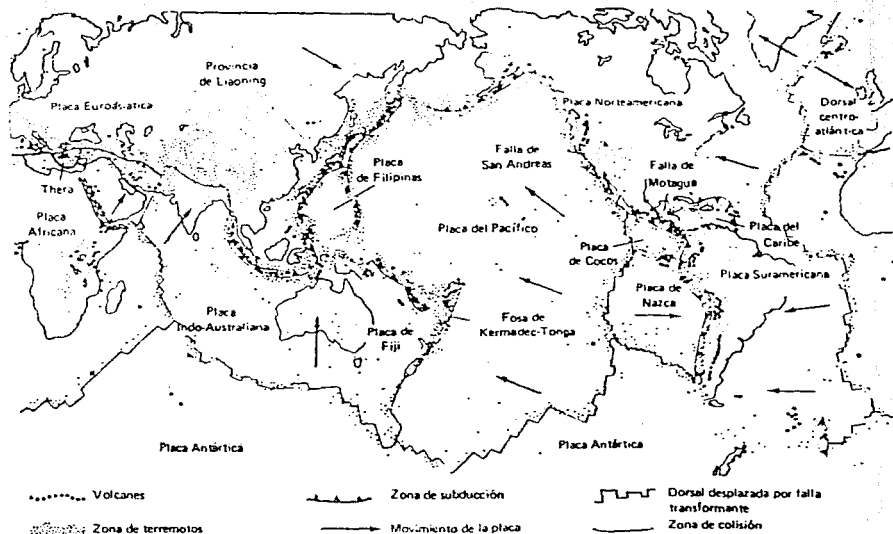 Provincia
de Liaoning
Placa Euroasiatica
Placa Norteamericana
Dorsal
centro-
atlántica
Falla de
San Andreas
Falla de
Motagua
Placa
de Filipinas
Thera
Placa
Africana
Placa del Pacífico
Placa del
Caribe
Placa
de Cocos
Placa Suramericana
Placa de
Nazca
Placa
Indo-Australiana
Placa de
Fiji
Fosa de
Kermadec-Tonga
Placa Antártica
Placa Antártica
Volcanes
Zona de subducción
Dorsal desplazada por falla
transformante
Zona de terremotos
Movimiento de la placa
Zona de colisión